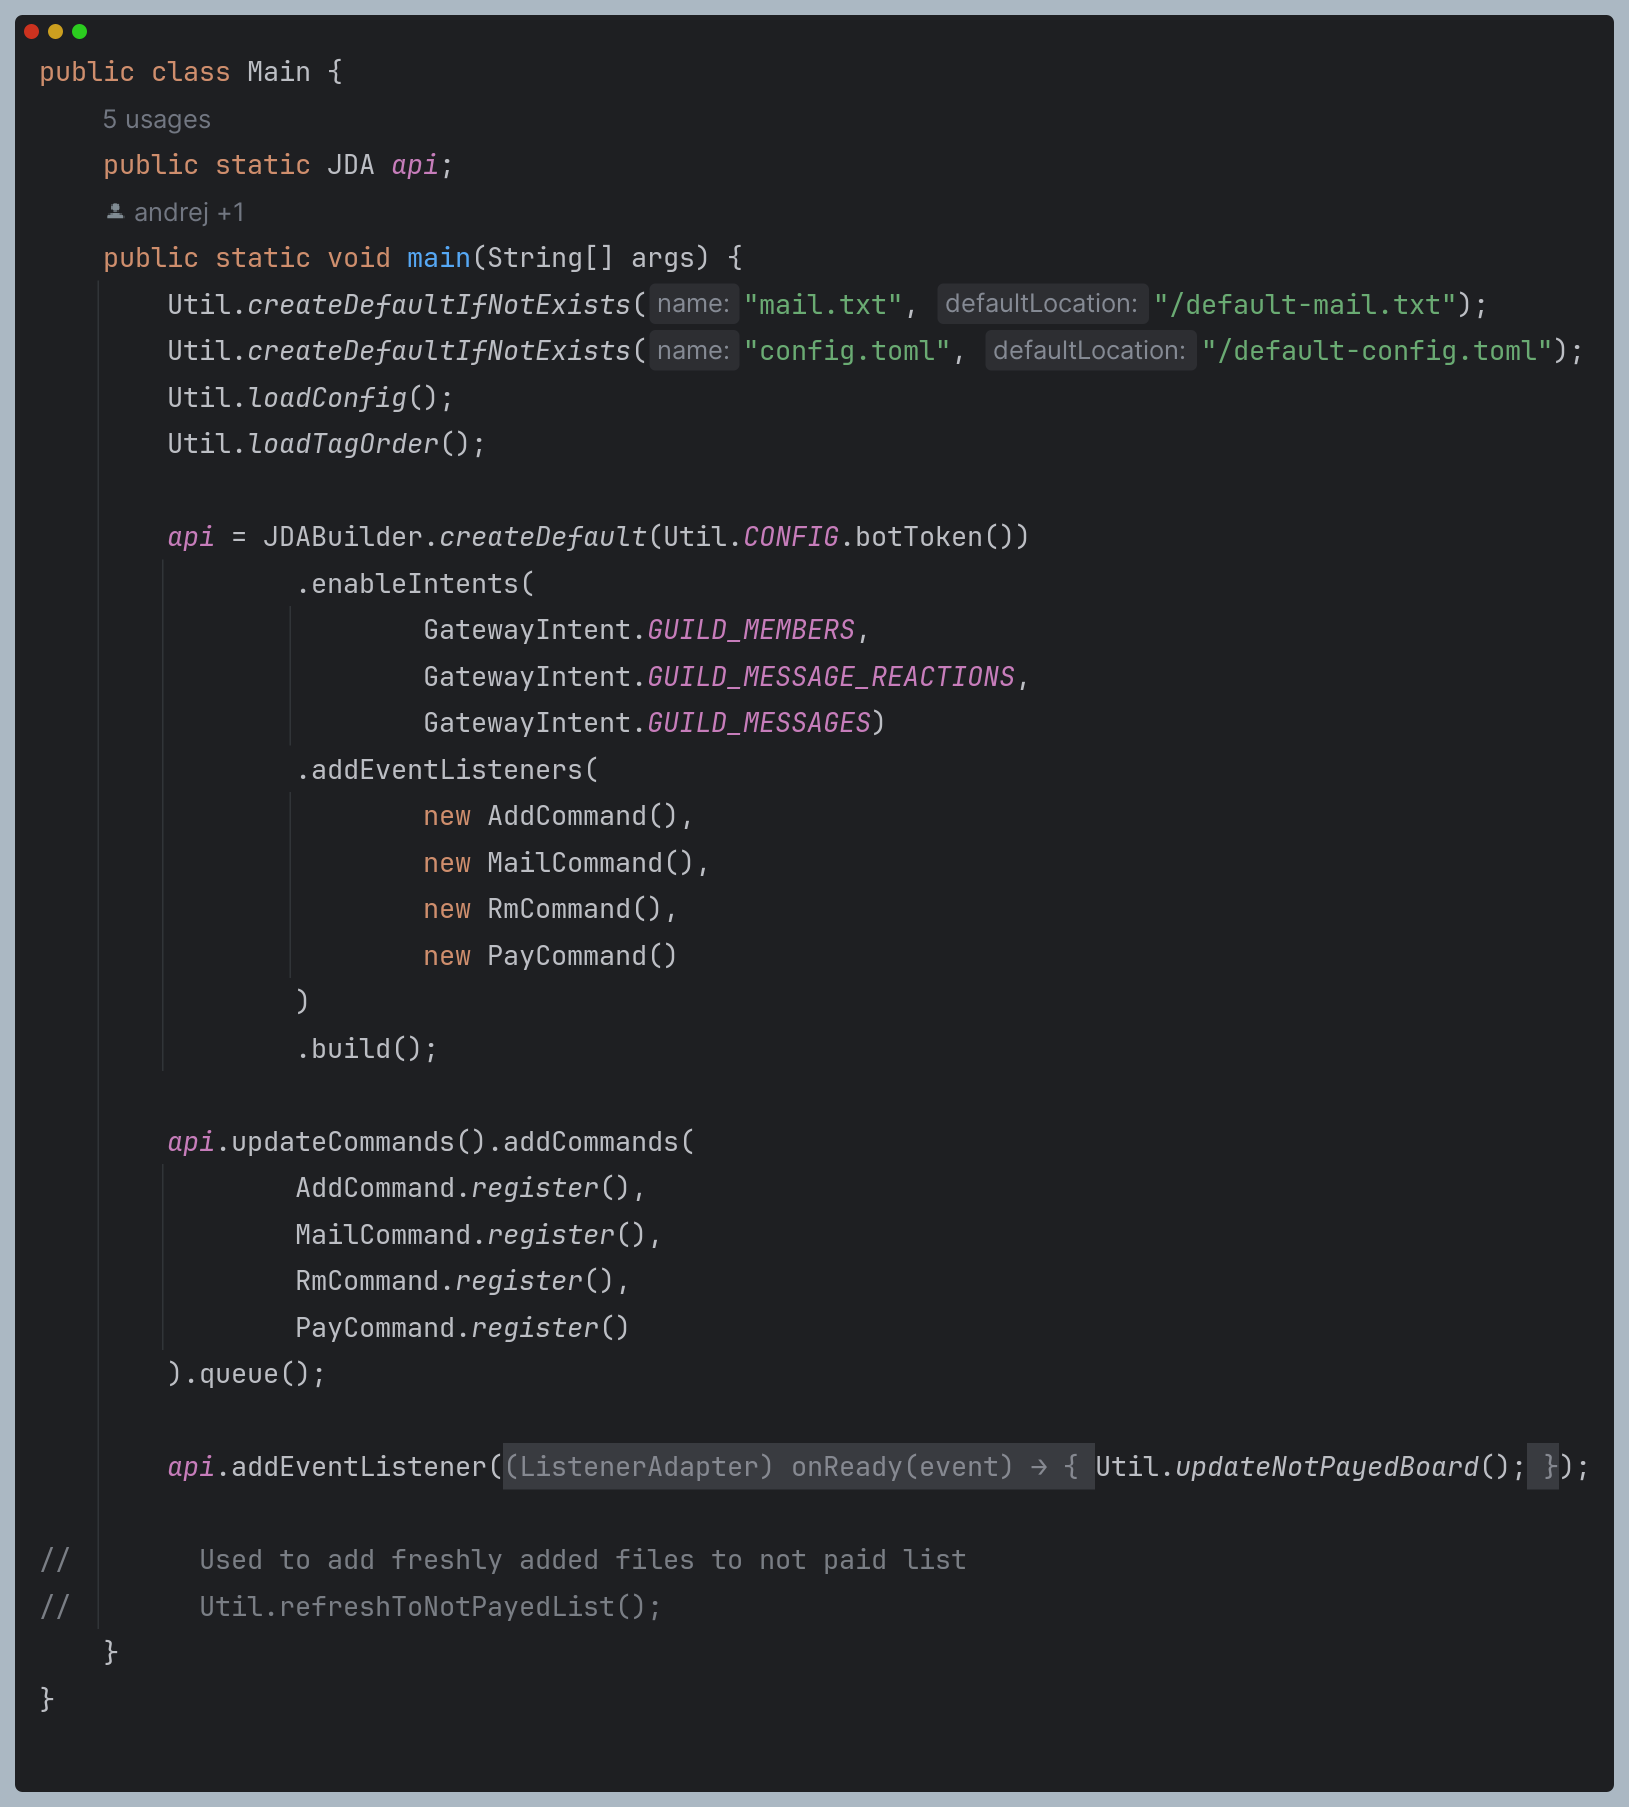 public class Main {
5 usages
public static JDA api;
andrej +1
public static void main(String[] args) {
Util.createDefaultIfNotExists( name: "mail.txt", defaultLocation: "/default-mail.txt");
Util.createDefaultIfNotExists( name: "config.toml", defaultLocation: "/default-config.toml");
Util.loadConfig();
Util.loadTagOrder();
api = JDABuilder.createDefault(Util.CONFIG.botToken())
.enableIntents(
GatewayIntent.GUILD_MEMBERS,
GatewayIntent.GUILD_MESSAGE_REACTIONS,
GatewayIntent.GUILD_MESSAGES)
.addEventListeners(
new AddCommand(),
new MailCommand(),
new RmCommand(),
new PayCommand()
)
.build();
api.updateCommands().addCommands(
AddCommand.register(),
MailCommand.register(),
RmCommand.register(),
PayCommand.register()
).queue();
api.addEventListener((ListenerAdapter) onReady(event) → { Util.updateNotPayedBoard(); });
// Used to add freshly added files to not paid list
// Util.refreshToNotPayedList();
}
}